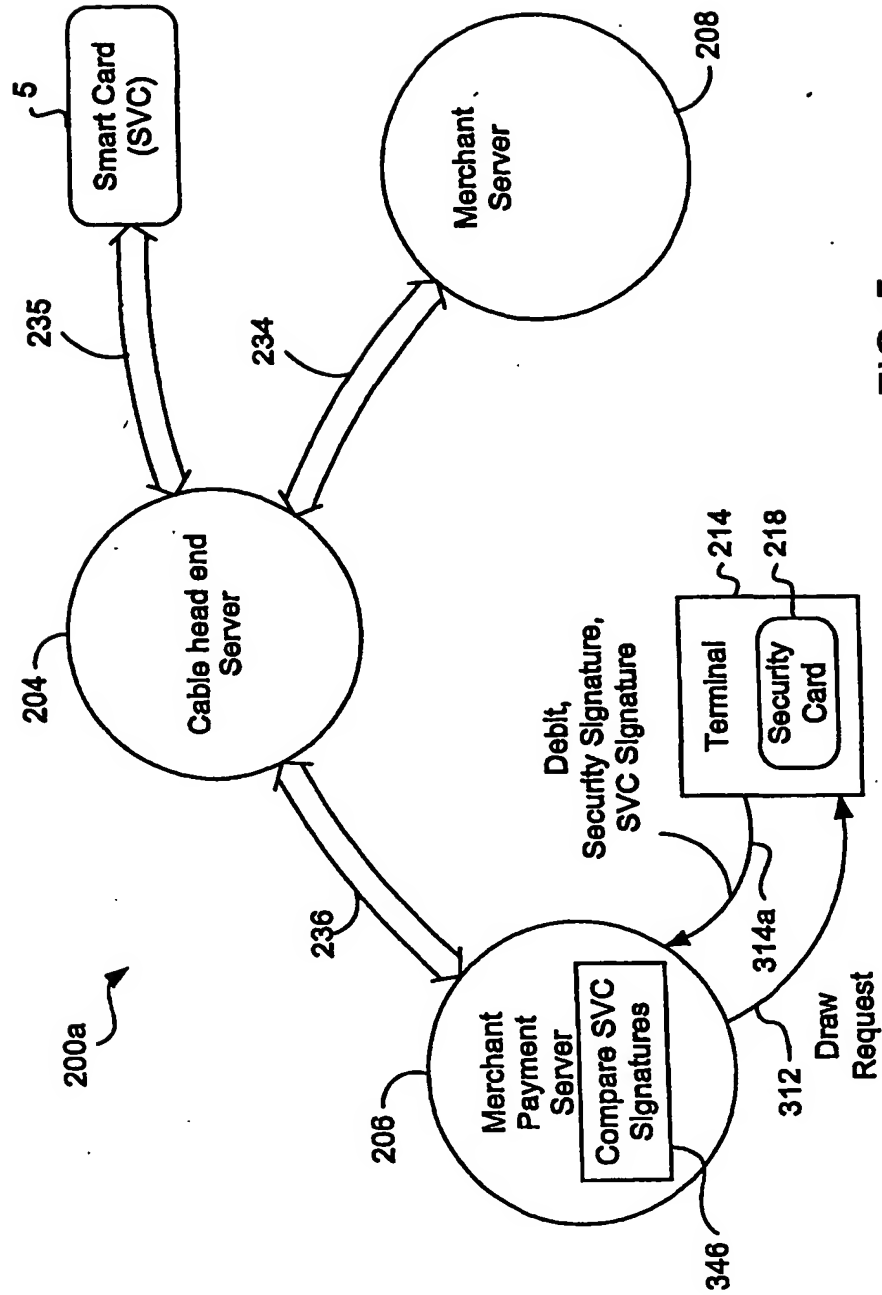 200a
204
Cable head end
Server
235
5
Smart Card
(SVC)
234
Merchant
Server
208
236
206
Merchant
Payment
Server
Compare SVC
Signatures
346
Debit,
Security Signature,
SVC Signature
314a
312
Draw
Request
Terminal
Security
Card
214
218